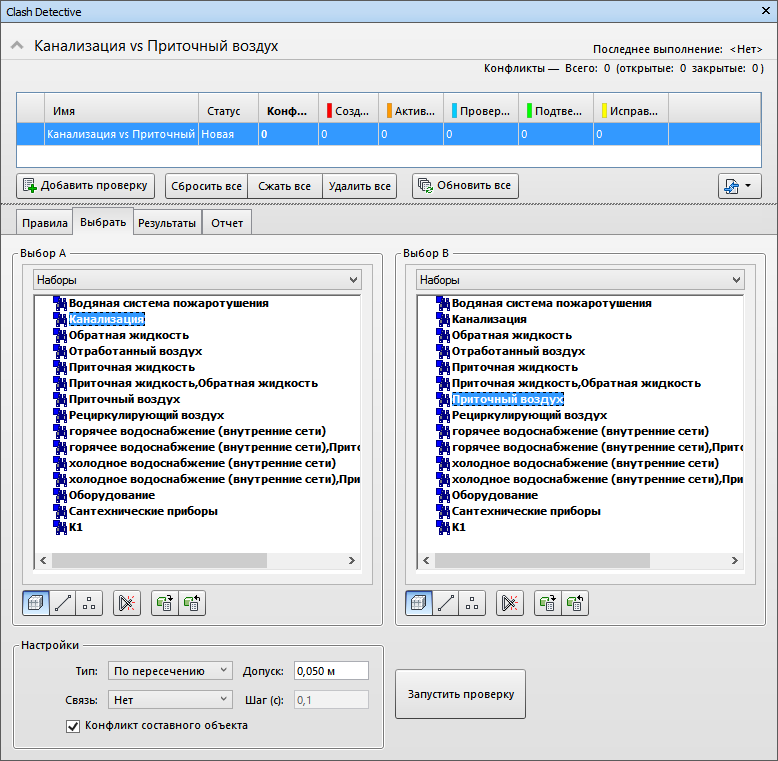 Clash Detective
Канализация vs Приточный воздух
Последнее выполнение: <Нет>
Конфликты — Всего: 0 (открытые: 0 закрытые: 0 )
Имя Статус Конф... Созд... Актив... Провер... Подтве... Исправ...
Канализация vs Приточный Новая 0 0 0 0 0 0
Добавить проверку Сбросить все Сжать все Удалить все Обновить все
Правила Выбрать Результаты Отчет
Выбор A Выбор B
Наборы
Водяная система пожаротушения
Канализация
Обратная жидкость
Отработанный воздух
Приточная жидкость
Приточная жидкость,Обратная жидкость
Приточный воздух
Рециркулирующий воздух
горячее водоснабжение (внутренние сети)
горячее водоснабжение (внутренние сети),Прито
холодное водоснабжение (внутренние сети)
холодное водоснабжение (внутренние сети),При
Оборудование
Сантехнические приборы
К1
Наборы
Водяная система пожаротушения
Канализация
Обратная жидкость
Отработанный воздух
Приточная жидкость
Приточная жидкость,Обратная жидкость
Приточный воздух
Рециркулирующий воздух
горячее водоснабжение (внутренние сети)
горячее водоснабжение (внутренние сети),Прито
холодное водоснабжение (внутренние сети)
холодное водоснабжение (внутренние сети),При
Оборудование
Сантехнические приборы
К1
Настройки
Тип: По пересечению Допуск: 0,050 м
Связь: Нет Шаг (с): 0,1
Конфликт составного объекта
Запустить проверку